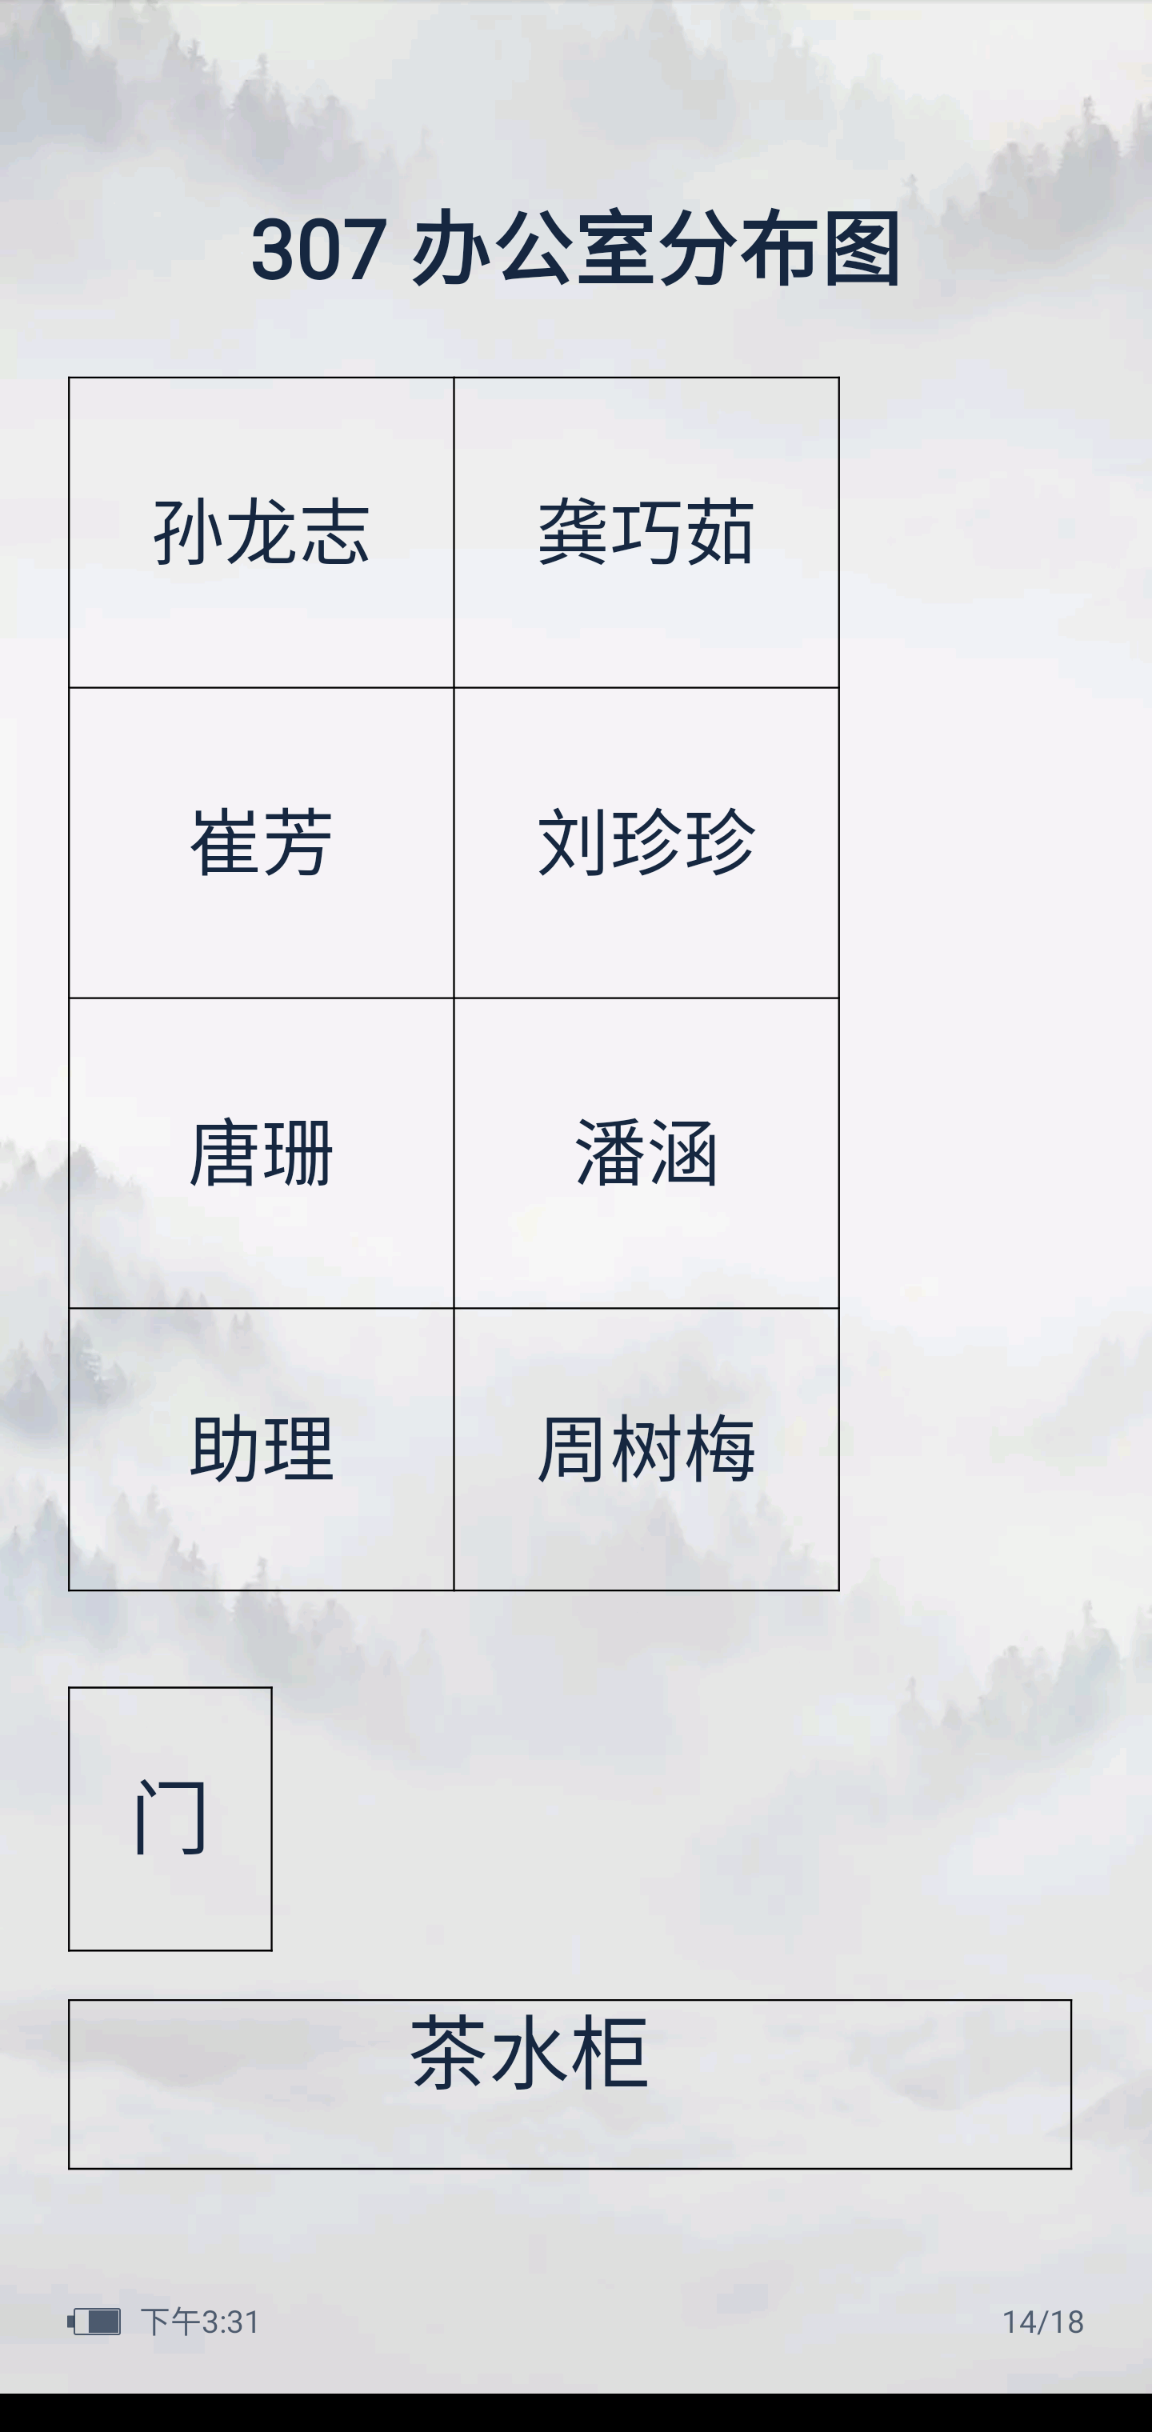 307 办公室分布图
孙龙志 龚巧茹
崔芳 刘珍珍
唐珊 潘涵
助理 周树梅
门
茶水柜
下午3:31 14/18